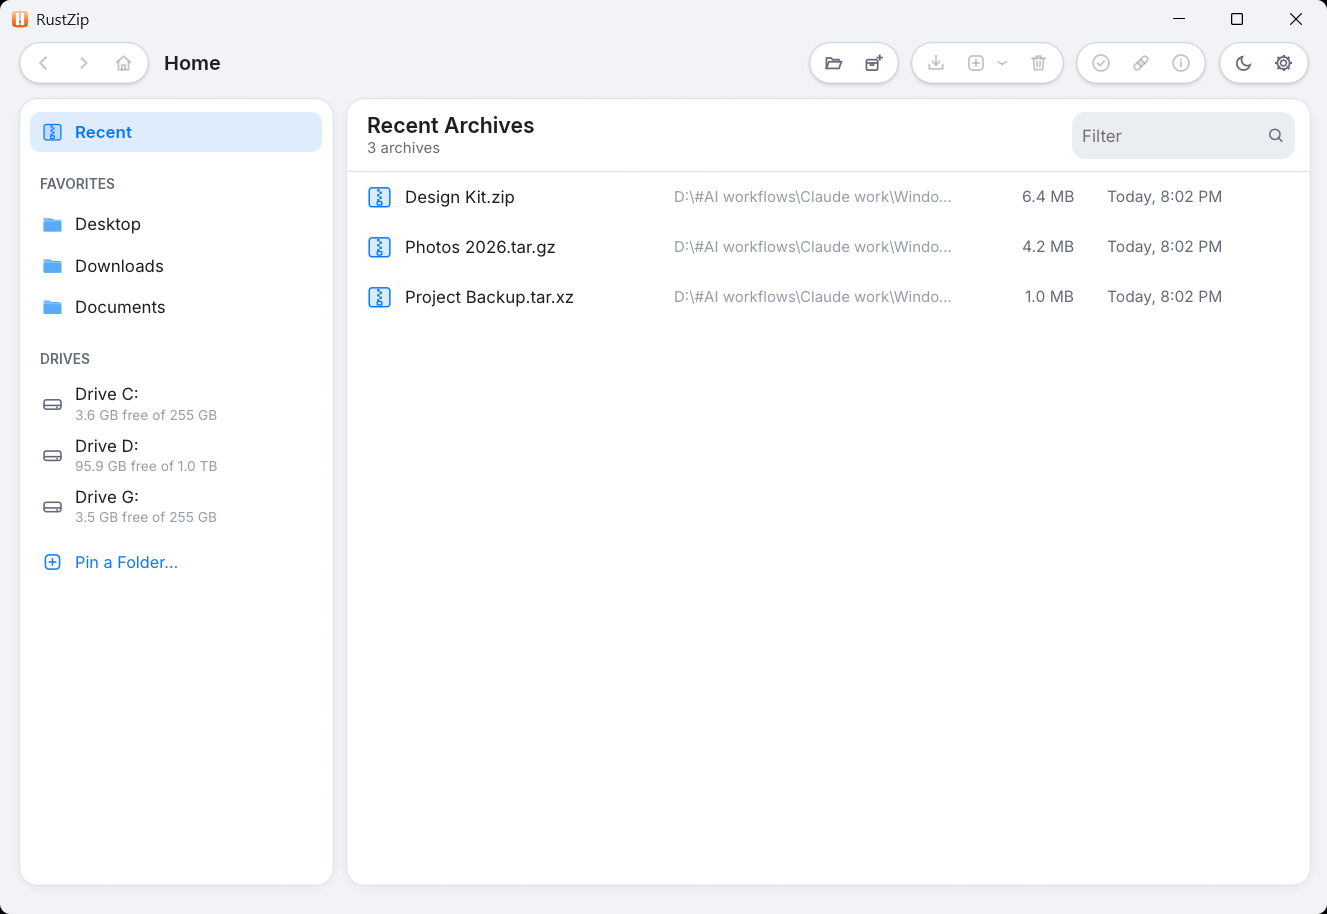 RustZip
Home
Recent
FAVORITES
Desktop
Downloads
Documents
DRIVES
Drive C:
3.6 GB free of 255 GB
Drive D:
95.9 GB free of 1.0 TB
Drive G:
3.5 GB free of 255 GB
Pin a Folder...
Recent Archives
3 archives
Filter
Design Kit.zip D:\#AI workflows\Claude work\Windo... 6.4 MB Today, 8:02 PM
Photos 2026.tar.gz D:\#AI workflows\Claude work\Windo... 4.2 MB Today, 8:02 PM
Project Backup.tar.xz D:\#AI workflows\Claude work\Windo... 1.0 MB Today, 8:02 PM